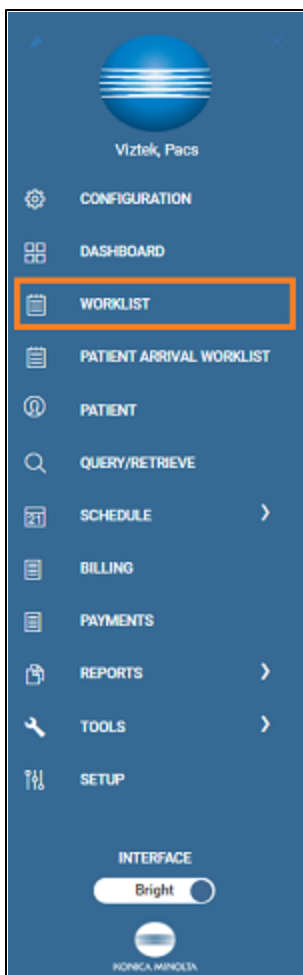 Viztek, Pacs
CONFIGURATION
DASHBOARD
WORKLIST
PATIENT ARRIVAL WORKLIST
PATIENT
QUERY/RETRIEVE
21 SCHEDULE
BILLING
PAYMENTS
REPORTS
TOOLS
SETUP
INTERFACE
Bright
KONICA MINOLTA